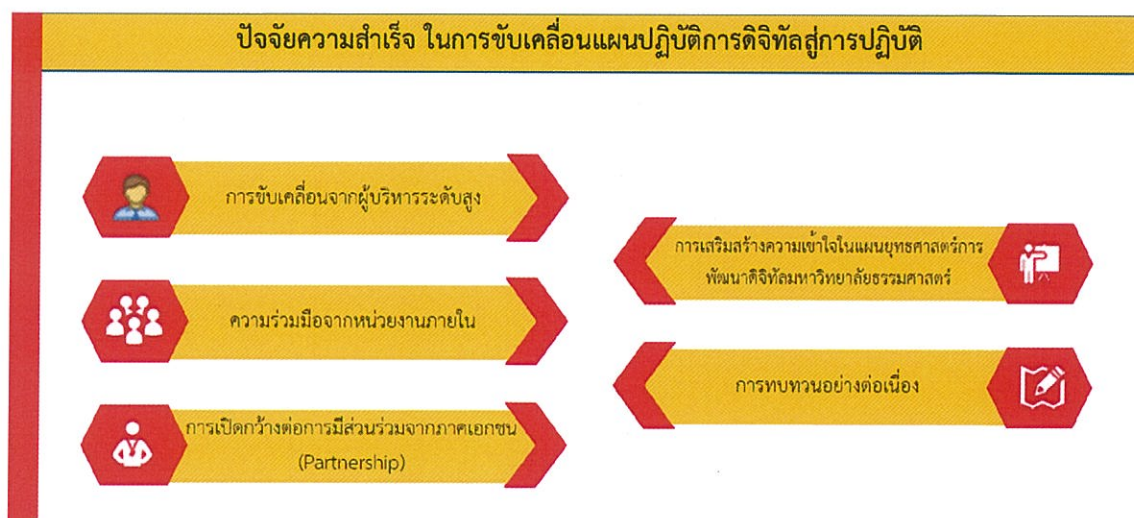 ปัจจัยความสำเร็จ ในการขับเคลื่อนแผนปฏิบัติการดิจิทัลสู่การปฏิบัติ
การขับเคลื่อนจากผู้บริหารระดับสูง
ความร่วมมือจากหน่วยงานภายใน
การเปิดกว้างต่อการมีส่วนร่วมจากภาคเอกชน
(Partnership)
การเสริมสร้างความเข้าใจในแผนยุทธศาสตร์การ
พัฒนาดิจิทัลมหาวิทยาลัยธรรมศาสตร์
การทบทวนอย่างต่อเนื่อง